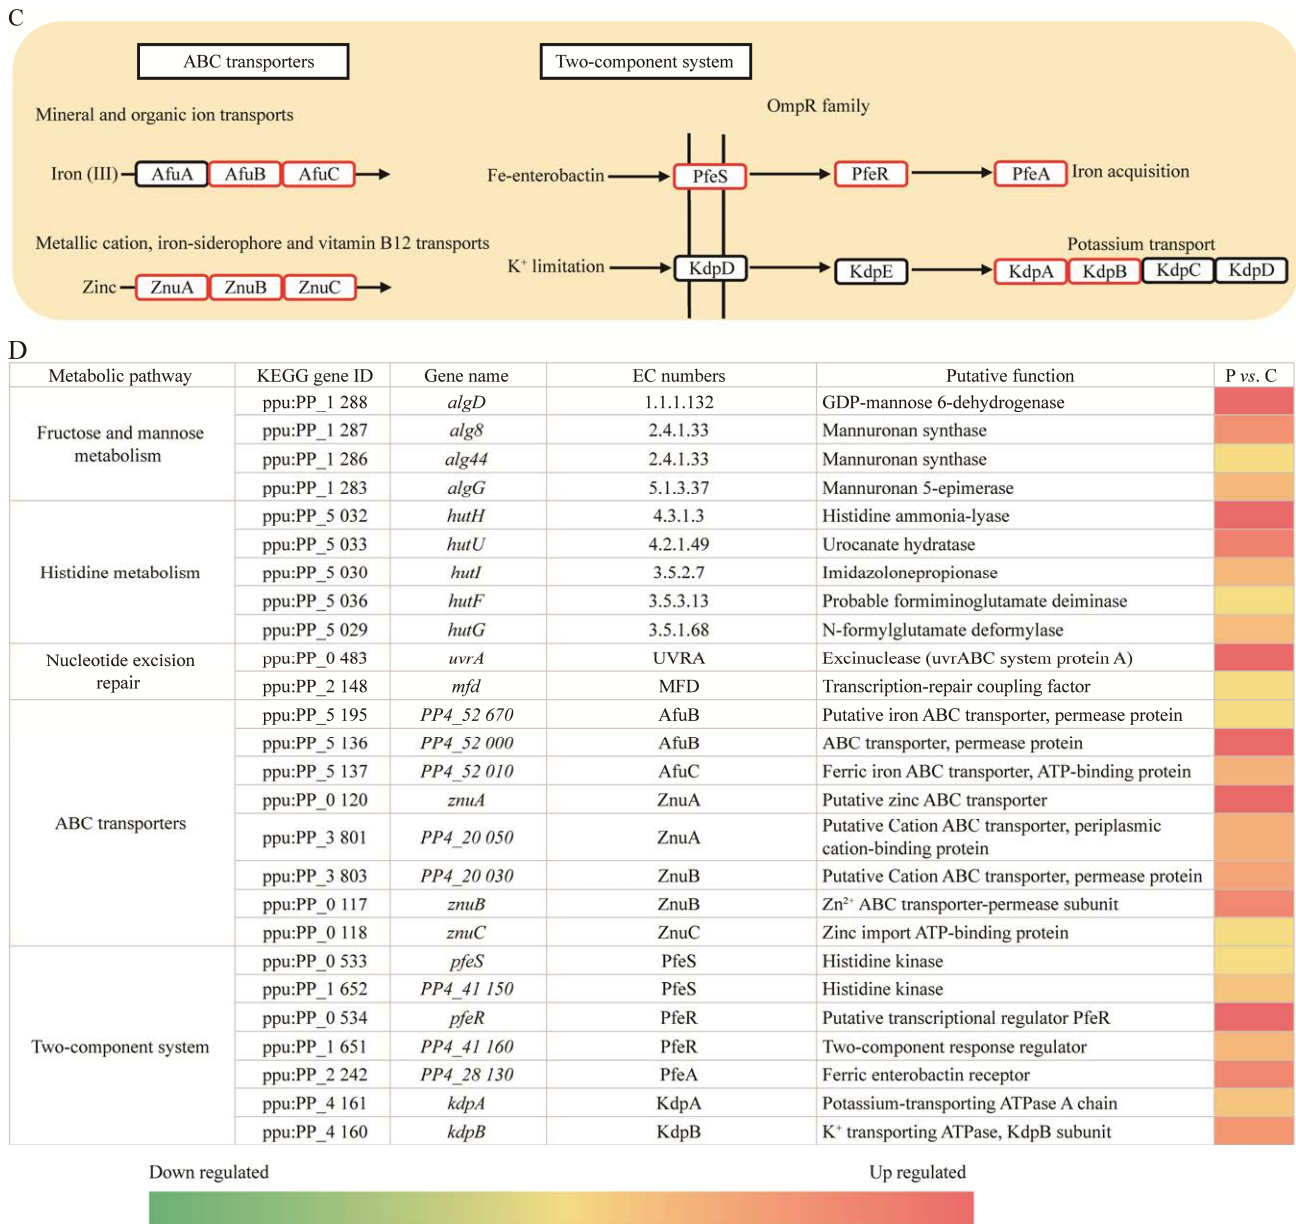 C
ABC transporters
Two-component system
OmpR family
Mineral and organic ion transports
Iron (III) AfuA AfuB AfuC
Fe-enterobactin PfeS PfeR PfeA Iron acquisition
Metallic cation, iron-siderophore and vitamin B12 transports
Potassium transport
Zinc ZnuA ZnuB ZnuC
K⁺ limitation KdpD KdpE KdpA KdpB KdpC KdpD
D
Metabolic pathway KEGG gene ID Gene name EC numbers Putative function P vs. C
Fructose and mannose
metabolism
ppu:PP_1 288 algD 1.1.1.132 GDP-mannose 6-dehydrogenase
ppu:PP_1 287 alg8 2.4.1.33 Mannuronan synthase
ppu:PP_1 286 alg44 2.4.1.33 Mannuronan synthase
ppu:PP_1 283 algG 5.1.3.37 Mannuronan 5-epimerase
Histidine metabolism
ppu:PP_5 032 hutH 4.3.1.3 Histidine ammonia-lyase
ppu:PP_5 033 hutU 4.2.1.49 Urocanate hydratase
ppu:PP_5 030 hutI 3.5.2.7 Imidazolonepropionase
ppu:PP_5 036 hutF 3.5.3.13 Probable formiminoglutamate deiminase
ppu:PP_5 029 hutG 3.5.1.68 N-formylglutamate deformylase
Nucleotide excision
repair
ppu:PP_0 483 uvrA UVRA Excinuclease (uvrABC system protein A)
ppu:PP_2 148 mfd MFD Transcription-repair coupling factor
ABC transporters
ppu:PP_5 195 PP4_52 670 AfuB Putative iron ABC transporter, permease protein
ppu:PP_5 136 PP4_52 000 AfuB ABC transporter, permease protein
ppu:PP_5 137 PP4_52 010 AfuC Ferric iron ABC transporter, ATP-binding protein
ppu:PP_0 120 znuA ZnuA Putative zinc ABC transporter
ppu:PP_3 801 PP4_20 050 ZnuA Putative Cation ABC transporter, periplasmic
cation-binding protein
ppu:PP_3 803 PP4_20 030 ZnuB Putative Cation ABC transporter, permease protein
ppu:PP_0 117 znuB ZnuB Zn²⁺ ABC transporter-permease subunit
ppu:PP_0 118 znuC ZnuC Zinc import ATP-binding protein
Two-component system
ppu:PP_0 533 pfeS PfeS Histidine kinase
ppu:PP_1 652 PP4_41 150 PfeS Histidine kinase
ppu:PP_0 534 pfeR PfeR Putative transcriptional regulator PfeR
ppu:PP_1 651 PP4_41 160 PfeR Two-component response regulator
ppu:PP_2 242 PP4_28 130 PfeA Ferric enterobactin receptor
ppu:PP_4 161 kdpA KdpA Potassium-transporting ATPase A chain
ppu:PP_4 160 kdpB KdpB K⁺ transporting ATPase, KdpB subunit
Down regulated Up regulated